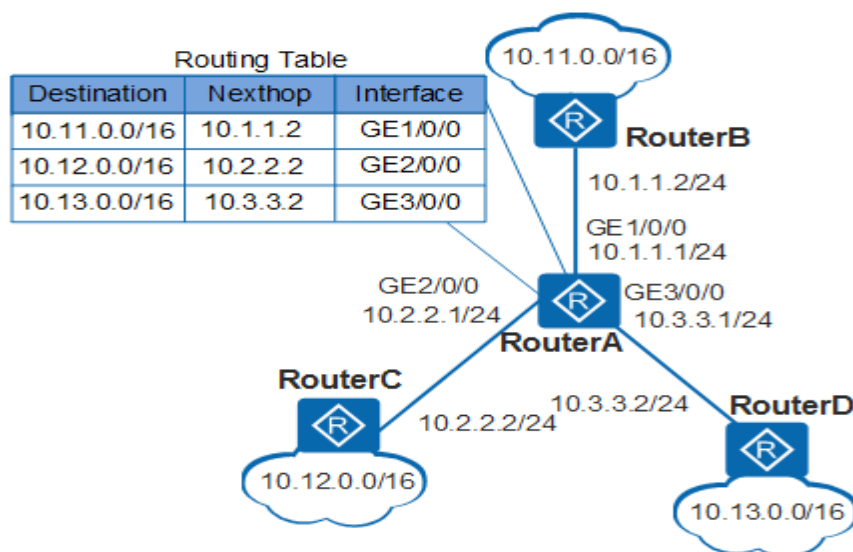 Routing Table
Destination Nexthop Interface
10.11.0.0/16 10.1.1.2 GE1/0/0
10.12.0.0/16 10.2.2.2 GE2/0/0
10.13.0.0/16 10.3.3.2 GE3/0/0
10.11.0.0/16
R
RouterB
10.1.1.2/24
GE1/0/0
10.1.1.1/24
GE2/0/0
10.2.2.1/24
R
GE3/0/0
10.3.3.1/24
RouterA
RouterC
R
10.2.2.2/24
10.12.0.0/16
10.3.3.2/24
RouterD
R
10.13.0.0/16